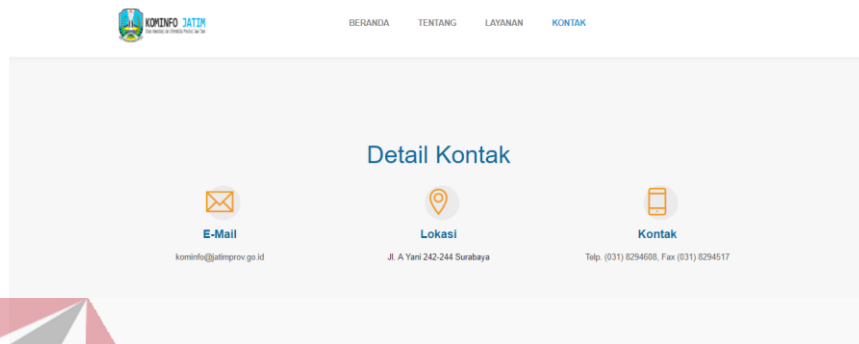 KOMINFO JATIM
BERANDA TENTANG LAYANAN KONTAK
Detail Kontak
E-Mail Lokasi Kontak
kominfo@jatimprov.go.id Jl. A Yani 242-244 Surabaya Telp. (031) 8294608, Fax (031) 8294517